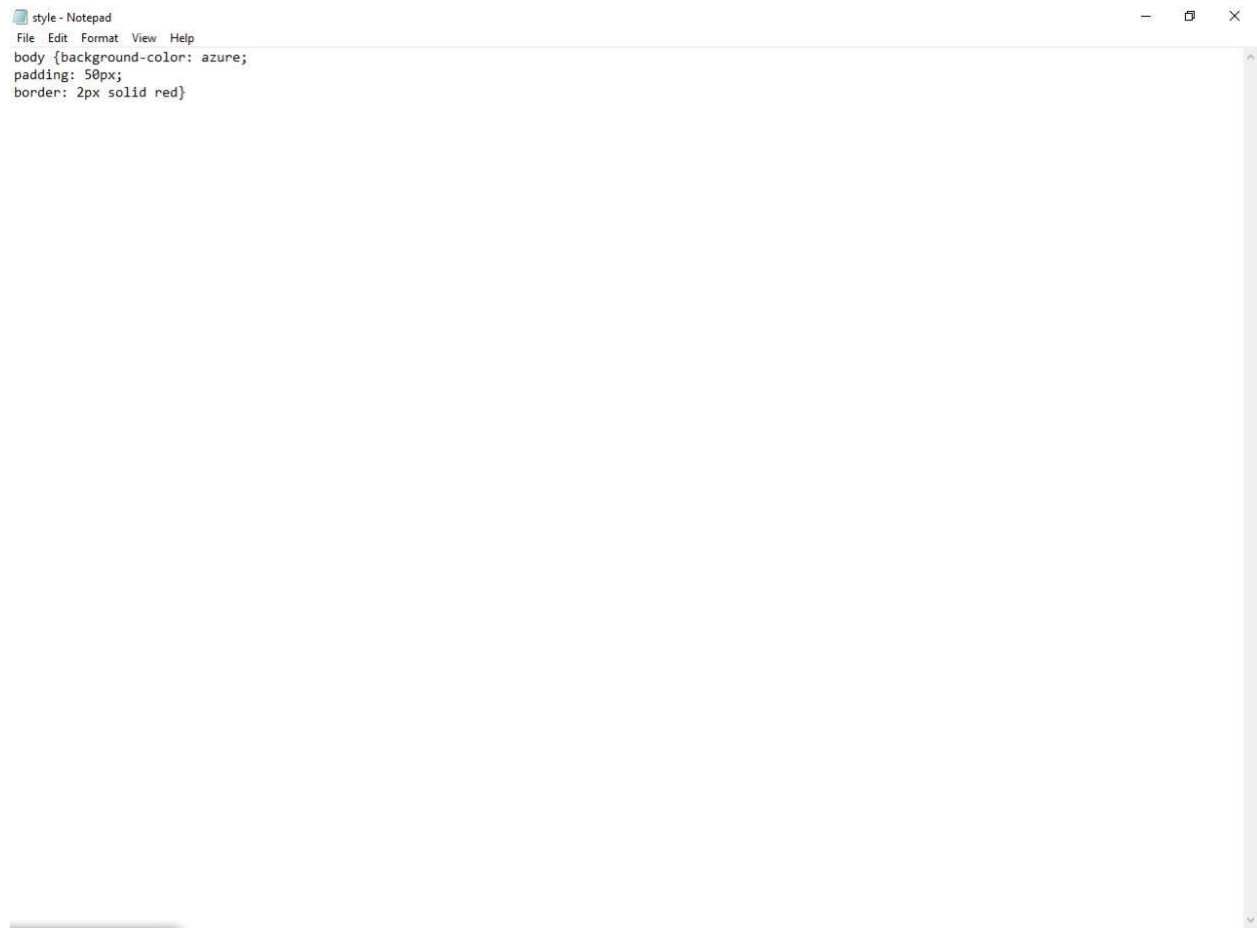 style - Notepad
File Edit Format View Help
body {background-color: azure;
padding: 50px;
border: 2px solid red}